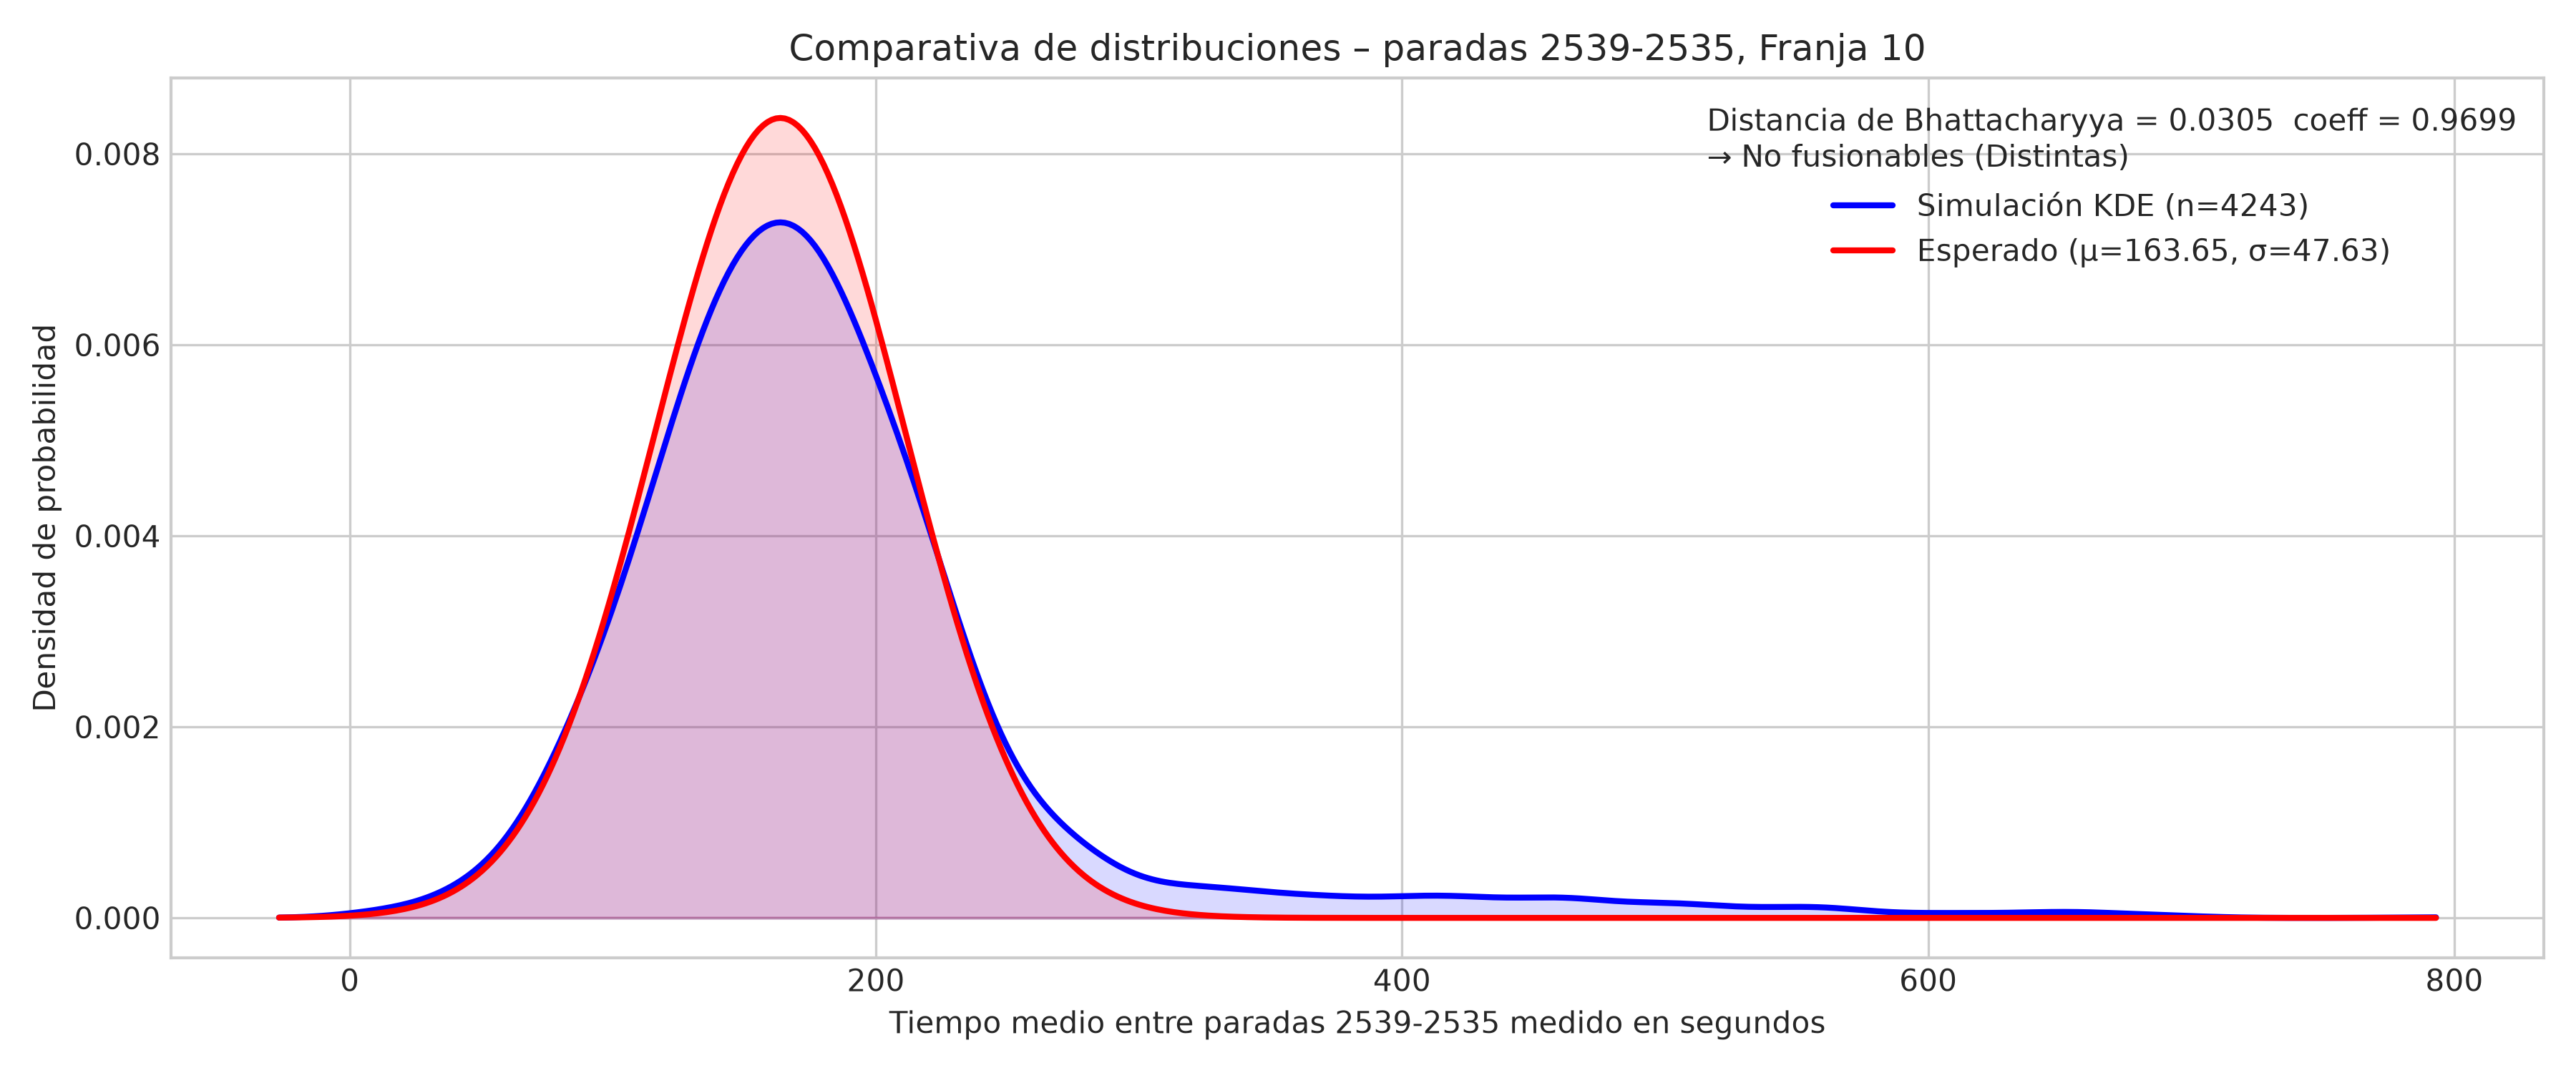 Comparativa de distribuciones – paradas 2539-2535, Franja 10
Distancia de Bhattacharyya = 0.0305  coeff = 0.9699
→ No fusionables (Distintas)
Simulación KDE (n=4243)
Esperado (μ=163.65, σ=47.63)
Densidad de probabilidad
0.008
0.006
0.004
0.002
0.000
0
200
400
600
800
Tiempo medio entre paradas 2539-2535 medido en segundos